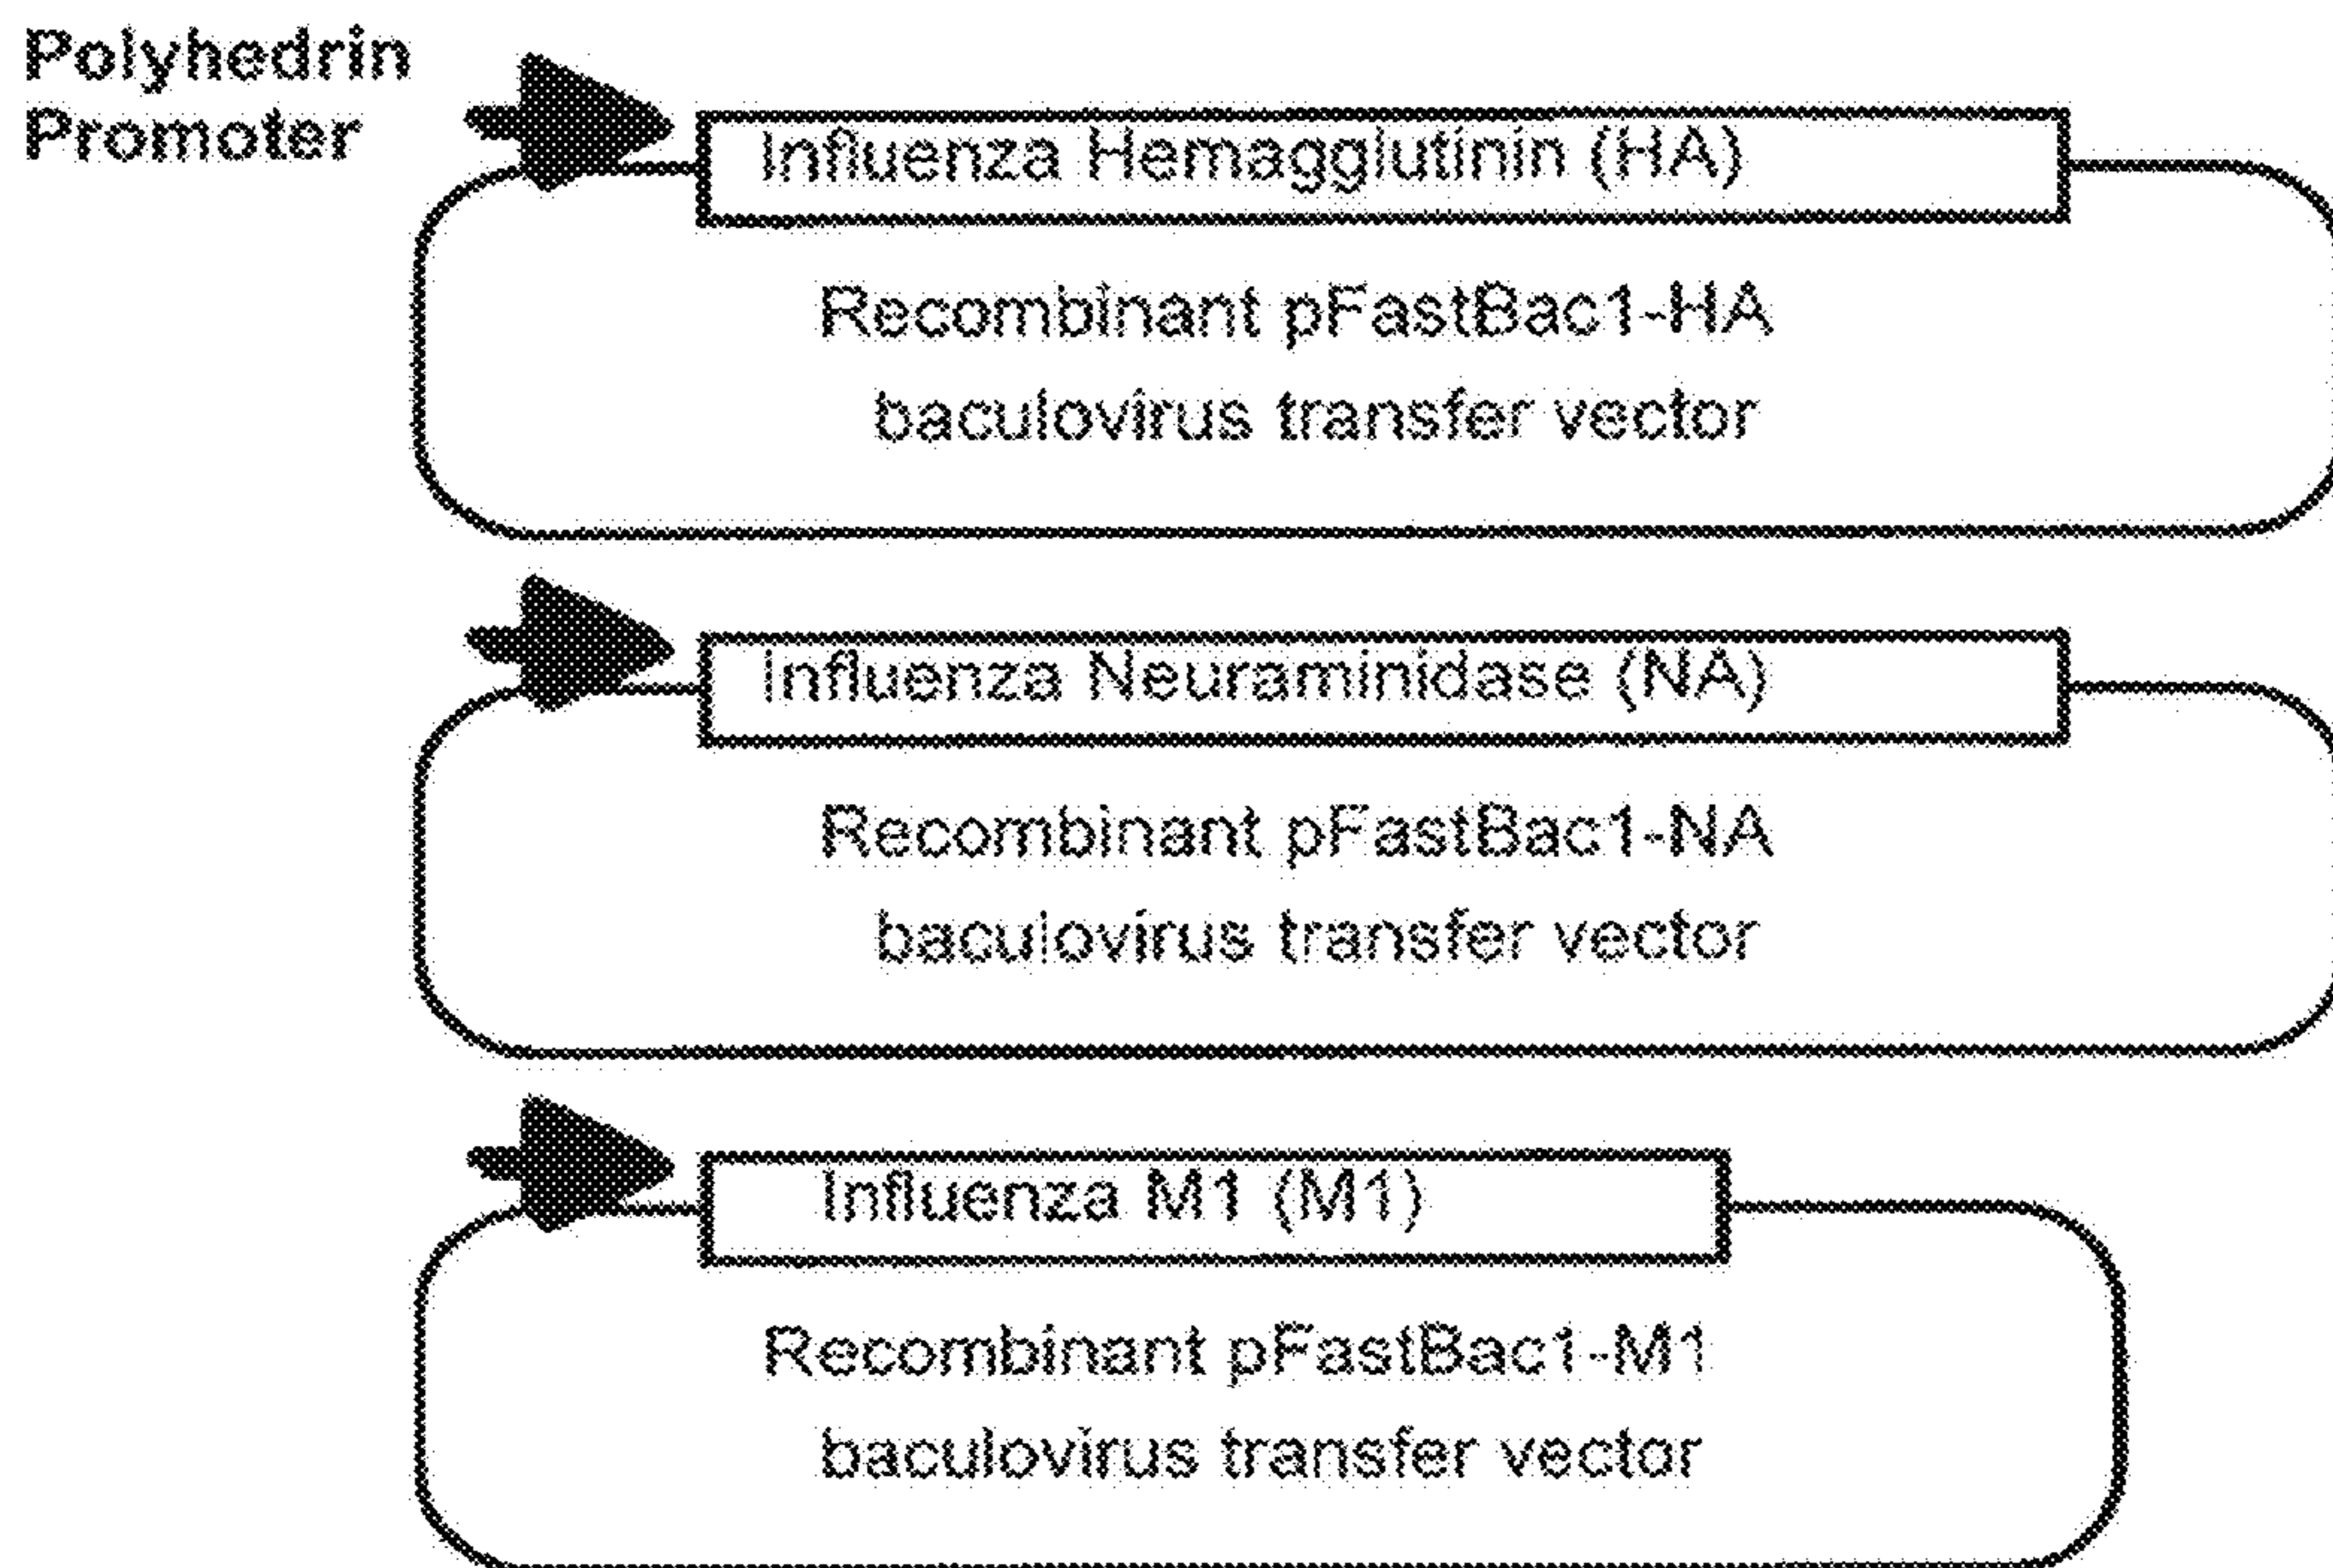 Polyhedrin
Promoter
Influenza Hemagglutinin (HA)
Recombinant pFastBac1-HA
baculovirus transfer vector
Influenza Neuraminidase (NA)
Recombinant pFastBac1-NA
baculovirus transfer vector
Influenza M1 (M1)
Recombinant pFastBac1-M1
baculovirus transfer vector